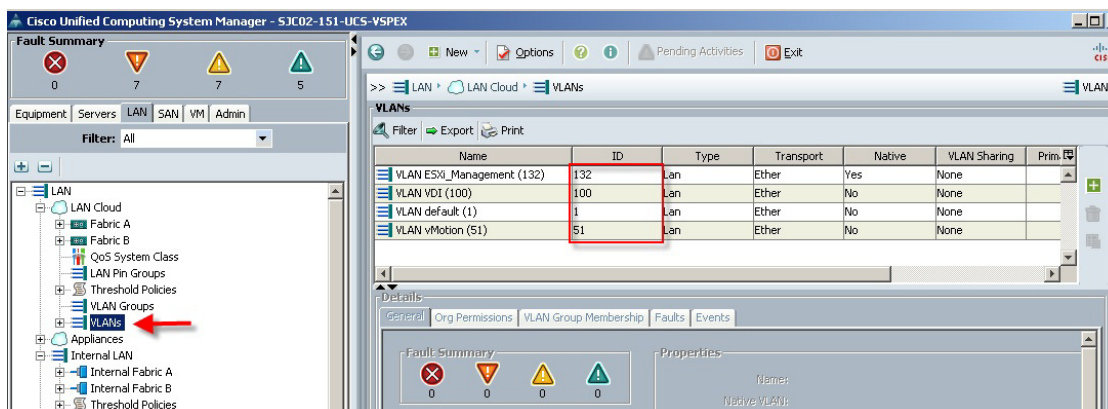 Cisco Unified Computing System Manager - SJC02-151-UCS-VSPEX
Fault Summary
0 7 7 5
New Options Pending Activities Exit
>> LAN LAN Cloud VLANs
VLAN
Equipment Servers LAN SAN VM Admin
Filter: All
LAN
LAN Cloud
Fabric A
Fabric B
QoS System Class
LAN Pin Groups
Threshold Policies
VLAN Groups
VLANs
Appliances
Internal LAN
Internal Fabric A
Internal Fabric B
Threshold Policies
VLANs
Filter Export Print
Name ID Type Transport Native VLAN Sharing Prim
VLAN ESXi_Management (132) 132 Lan Ether Yes None
VLAN VDI (100) 100 Lan Ether No None
VLAN default (1) 1 Lan Ether No None
VLAN vMotion (51) 51 Lan Ether No None
Details
General Org Permissions VLAN Group Membership Faults Events
Fault Summary
0 0 0 0
Properties
Name:
Native VLAN: